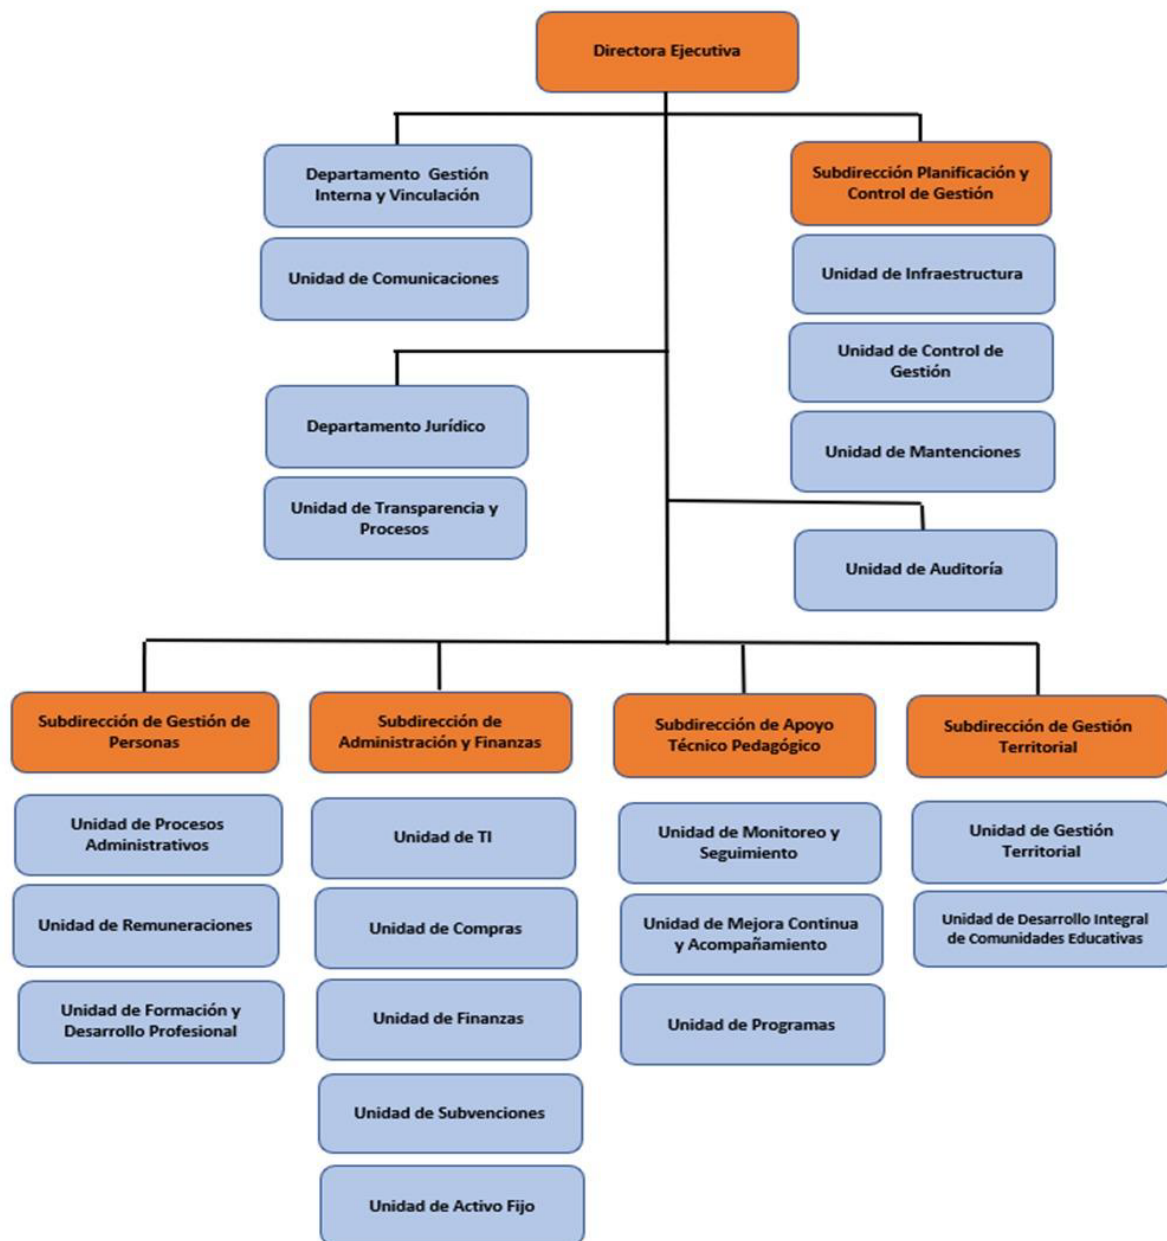 Directora Ejecutiva
Departamento Gestión
Interna y Vinculación
Unidad de Comunicaciones
Subdirección Planificación y
Control de Gestión
Unidad de Infraestructura
Unidad de Control de
Gestión
Unidad de Mantenciones
Departamento Jurídico
Unidad de Transparencia y
Procesos
Unidad de Auditoría
Subdirección de Gestión de
Personas
Unidad de Procesos
Administrativos
Unidad de Remuneraciones
Unidad de Formación y
Desarrollo Profesional
Subdirección de
Administración y Finanzas
Unidad de TI
Unidad de Compras
Unidad de Finanzas
Unidad de Subvenciones
Unidad de Activo Fijo
Subdirección de Apoyo
Técnico Pedagógico
Unidad de Monitoreo y
Seguimiento
Unidad de Mejora Continua
y Acompañamiento
Unidad de Programas
Subdirección de Gestión
Territorial
Unidad de Gestión
Territorial
Unidad de Desarrollo Integral
de Comunidades Educativas